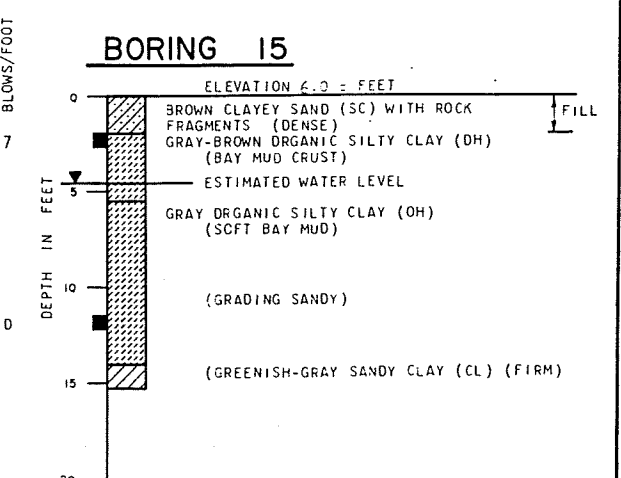 BLOWS/FOOT
BORING 15
ELEVATION 6.0 ± FEET
0
BROWN CLAYEY SAND (SC) WITH ROCK
FRAGMENTS (DENSE)
FILL
7
GRAY-BROWN ORGANIC SILTY CLAY (OH)
(BAY MUD CRUST)
ESTIMATED WATER LEVEL
5
DEPTH IN FEET
GRAY ORGANIC SILTY CLAY (OH)
(SOFT BAY MUD)
10
(GRADING SANDY)
0
15
(GREENISH-GRAY SANDY CLAY (CL) (FIRM)
20